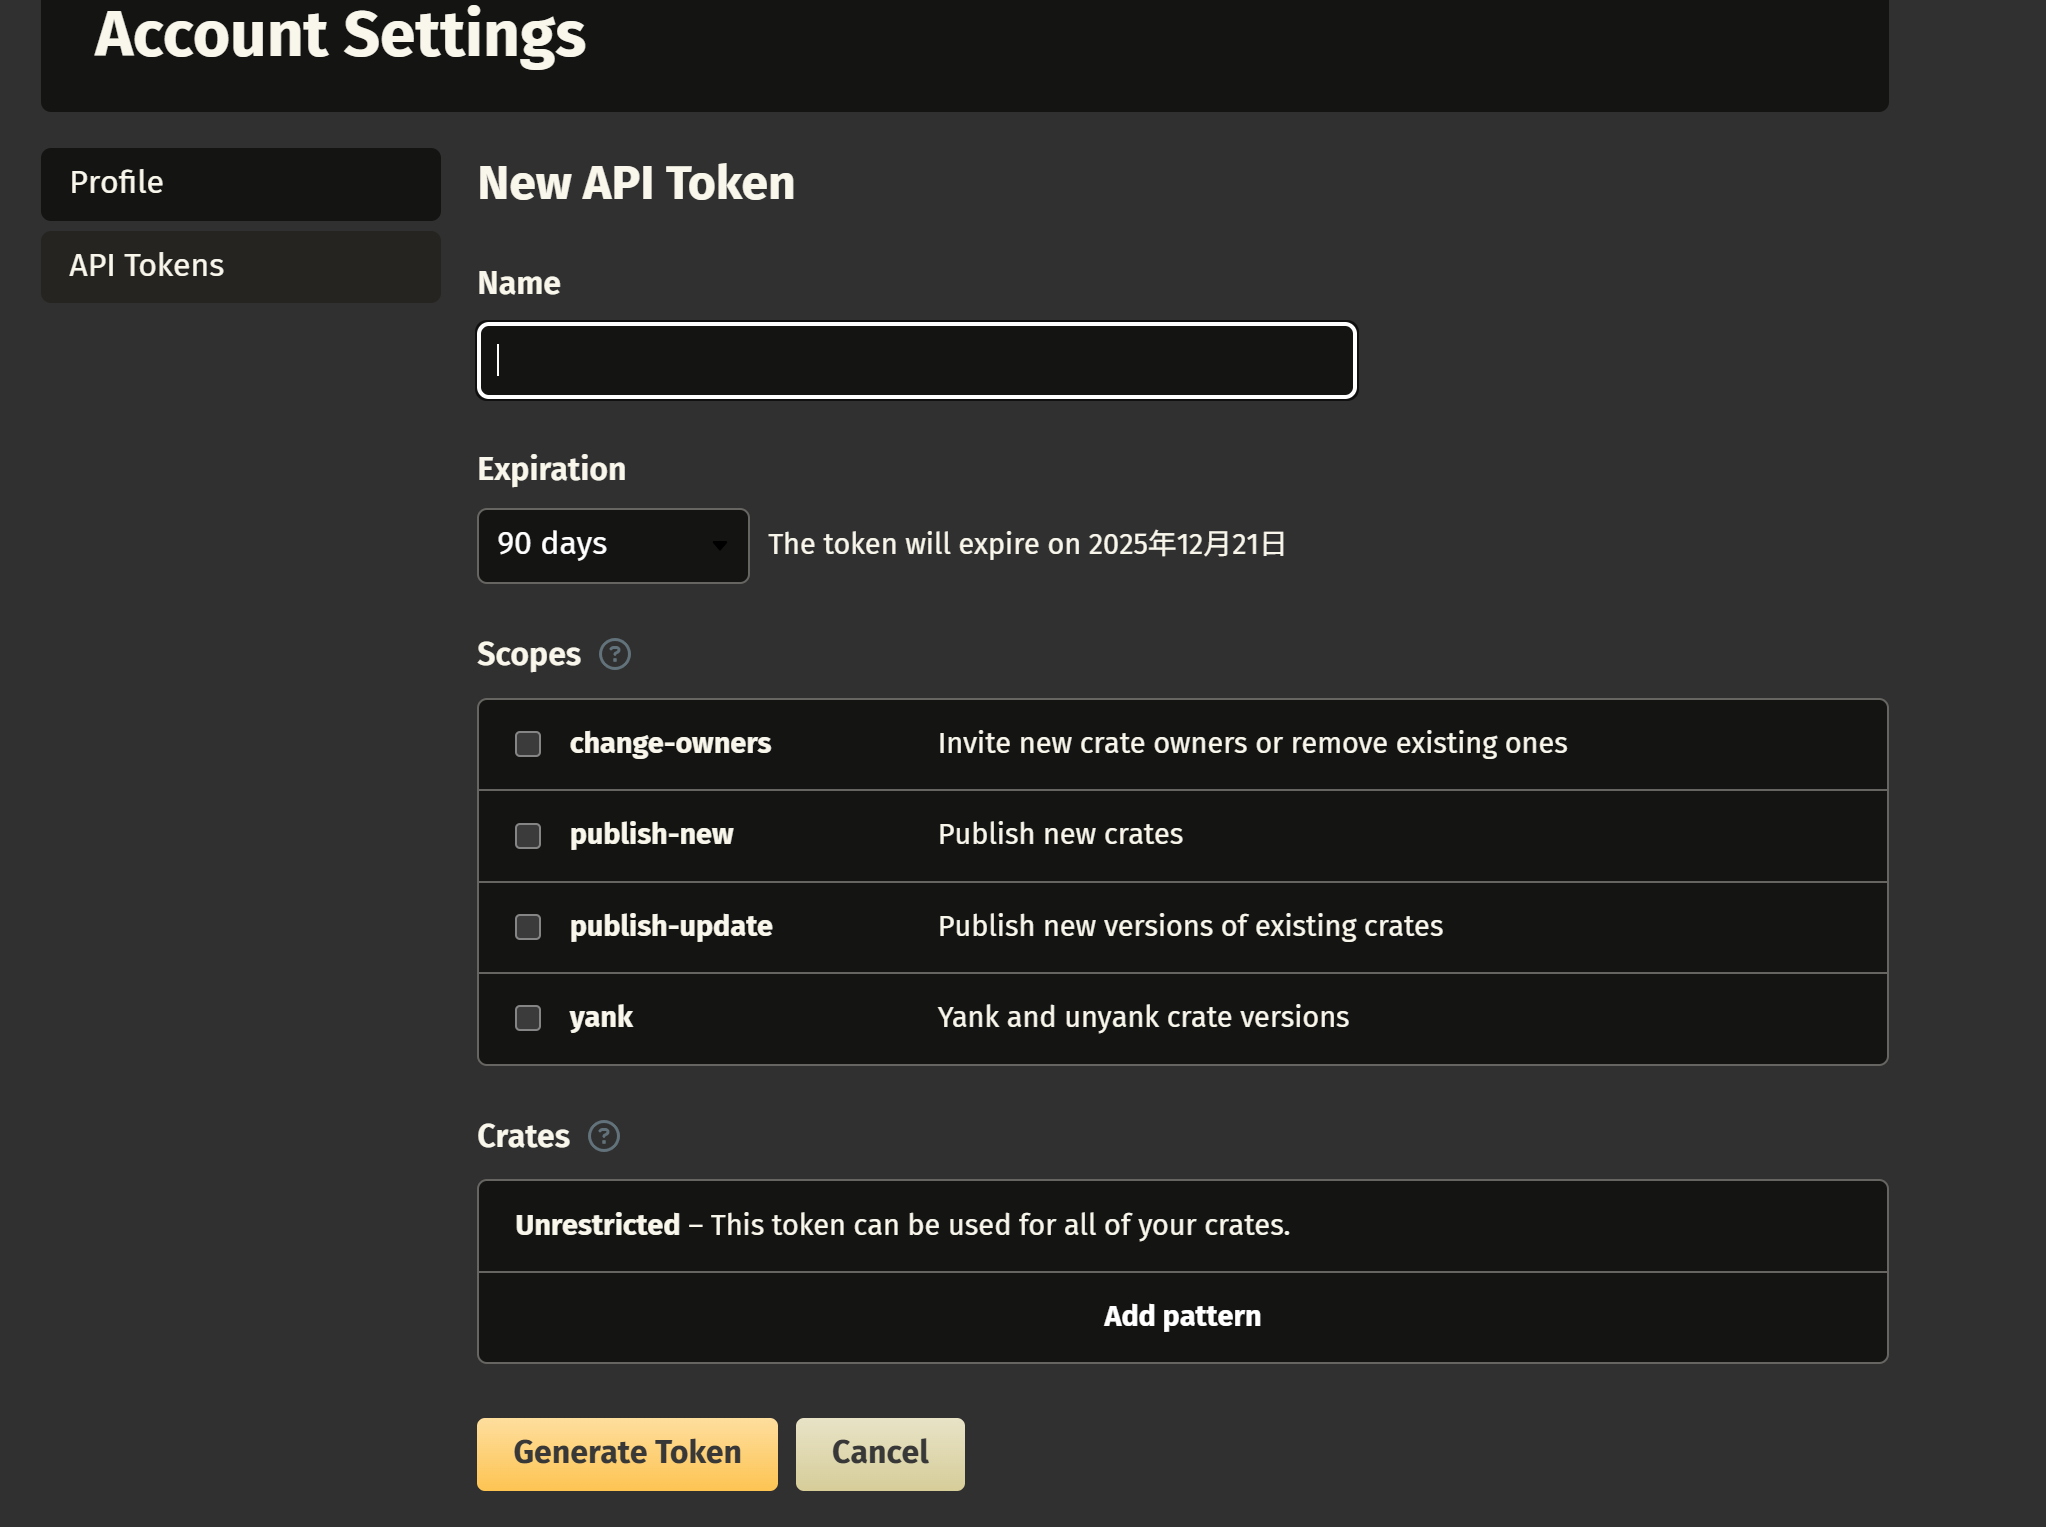 Account Settings
Profile
API Tokens
New API Token
Name
Expiration
90 days
The token will expire on 2025年12月21日
Scopes ?
change-owners Invite new crate owners or remove existing ones
publish-new Publish new crates
publish-update Publish new versions of existing crates
yank Yank and unyank crate versions
Crates ?
Unrestricted – This token can be used for all of your crates.
Add pattern
Generate Token
Cancel